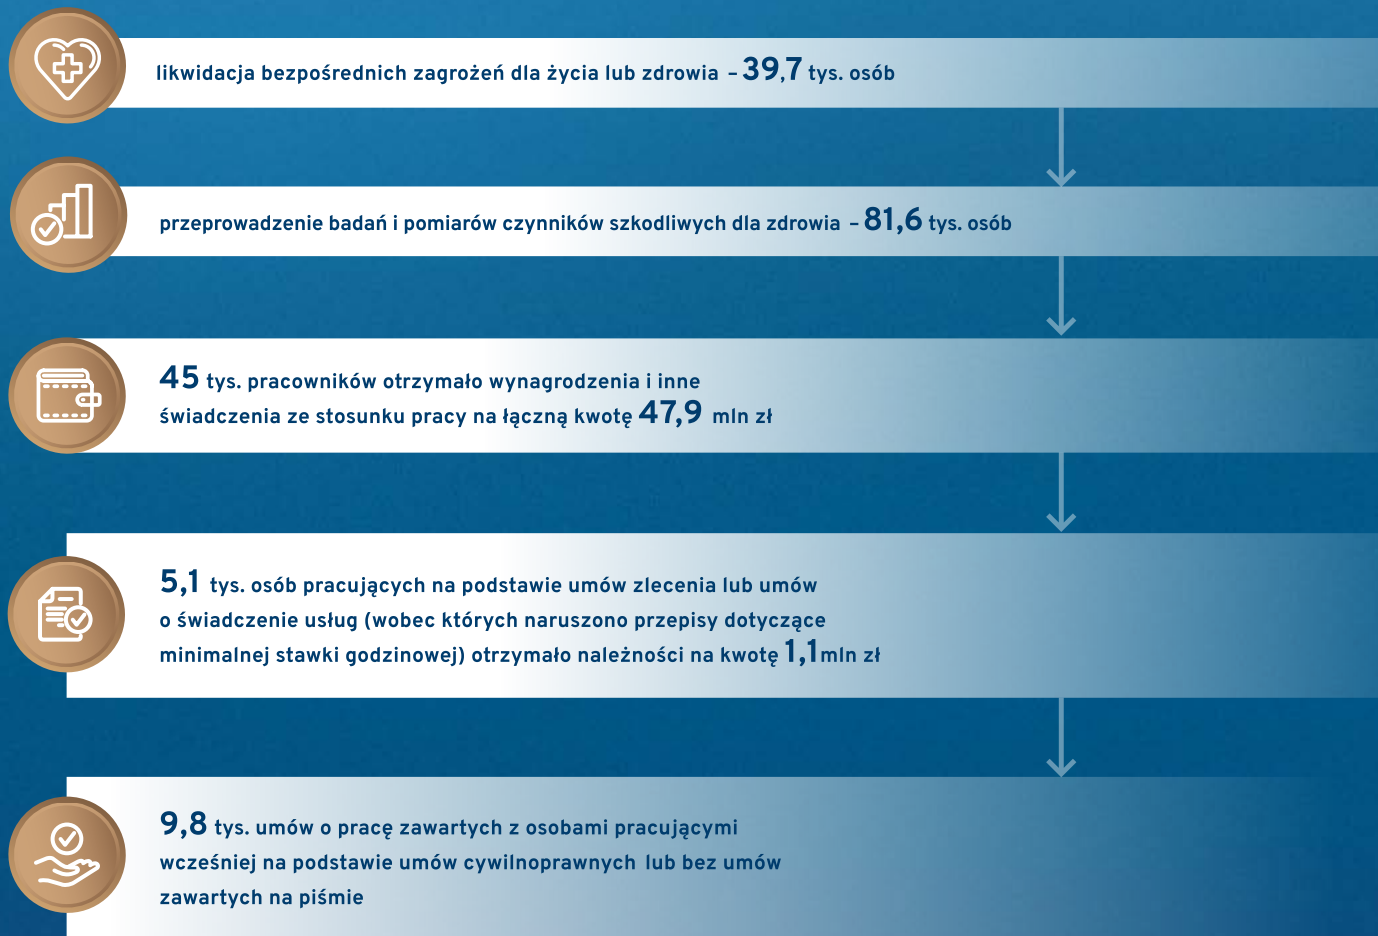 likwidacja bezpośrednich zagrożeń dla życia lub zdrowia – 39,7 tys. osób
przeprowadzenie badań i pomiarów czynników szkodliwych dla zdrowia – 81,6 tys. osób
45 tys. pracowników otrzymało wynagrodzenia i inne
świadczenia ze stosunku pracy na łączną kwotę 47,9 mln zł
5,1 tys. osób pracujących na podstawie umów zlecenia lub umów
o świadczenie usług (wobec których naruszono przepisy dotyczące
minimalnej stawki godzinowej) otrzymało należności na kwotę 1,1 mln zł
9,8 tys. umów o pracę zawartych z osobami pracującymi
wcześniej na podstawie umów cywilnoprawnych lub bez umów
zawartych na piśmie